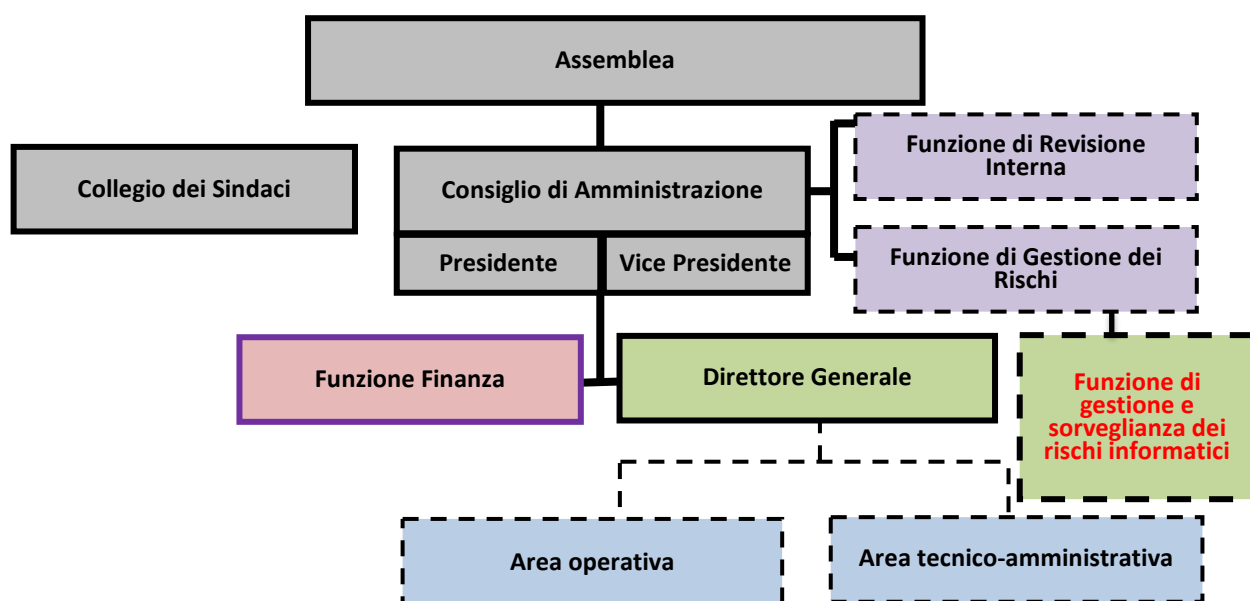 Assemblea
Funzione di Revisione
Interna
Collegio dei Sindaci
Consiglio di Amministrazione
Presidente
Vice Presidente
Funzione di Gestione dei
Rischi
Funzione Finanza
Direttore Generale
Funzione di
gestione e
sorveglianza dei
rischi informatici
Area operativa
Area tecnico-amministrativa